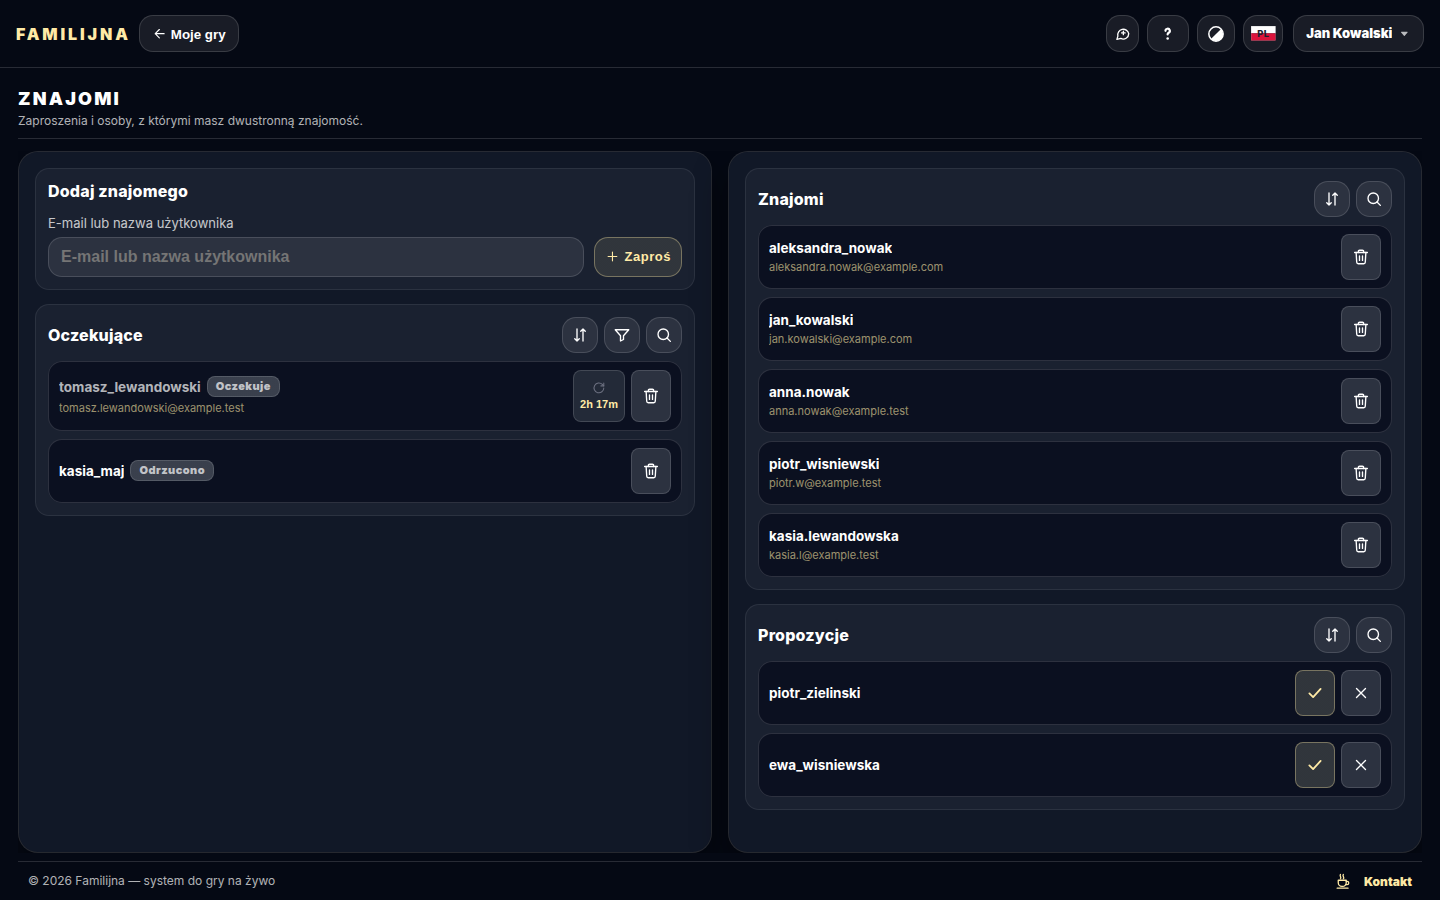 FAMILIJNA
← Moje gry
?
PL
Jan Kowalski
ZNAJOMI
Zaproszenia i osoby, z którymi masz dwustronną znajomość.
Dodaj znajomego
E-mail lub nazwa użytkownika
E-mail lub nazwa użytkownika
+ Zaproś
Oczekujące
tomasz_lewandowski Oczekuje
tomasz.lewandowski@example.test
2h 17m
kasia_maj Odrzucono
Znajomi
aleksandra_nowak
aleksandra.nowak@example.com
jan_kowalski
jan.kowalski@example.com
anna.nowak
anna.nowak@example.test
piotr_wisniewski
piotr.w@example.test
kasia.lewandowska
kasia.l@example.test
Propozycje
piotr_zielinski
ewa_wisniewska
© 2026 Familijna — system do gry na żywo
Kontakt